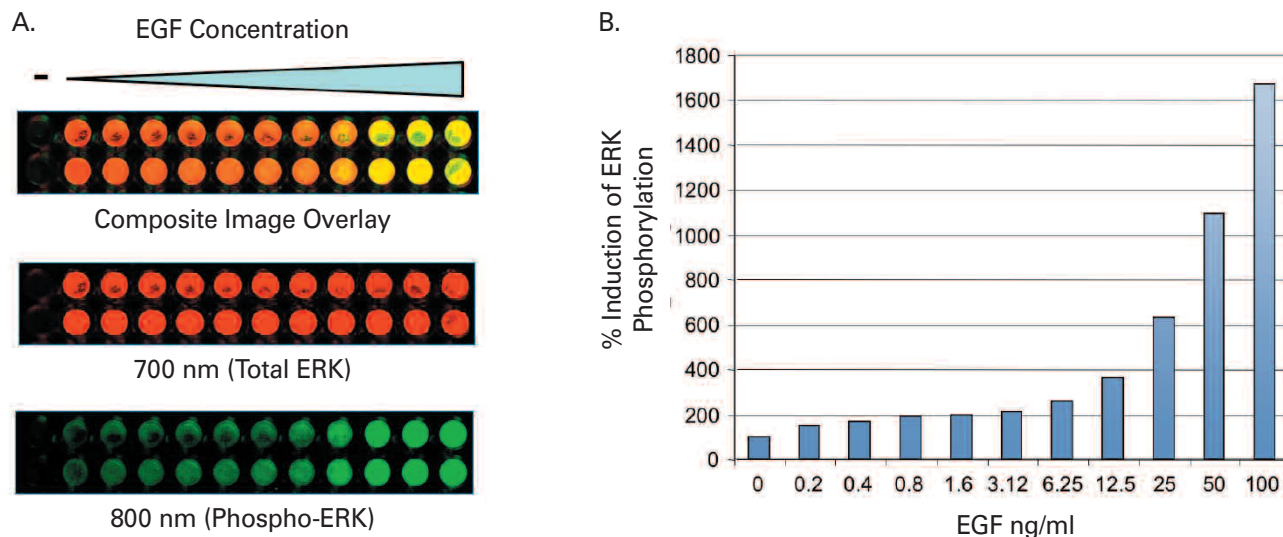 A.
EGF Concentration
-
Composite Image Overlay
700 nm (Total ERK)
800 nm (Phospho-ERK)
B.
% Induction of ERK
Phosphorylation
1800
1600
1400
1200
1000
800
600
400
200
0
0 0.2 0.4 0.8 1.6 3.12 6.25 12.5 25 50 100
EGF ng/ml